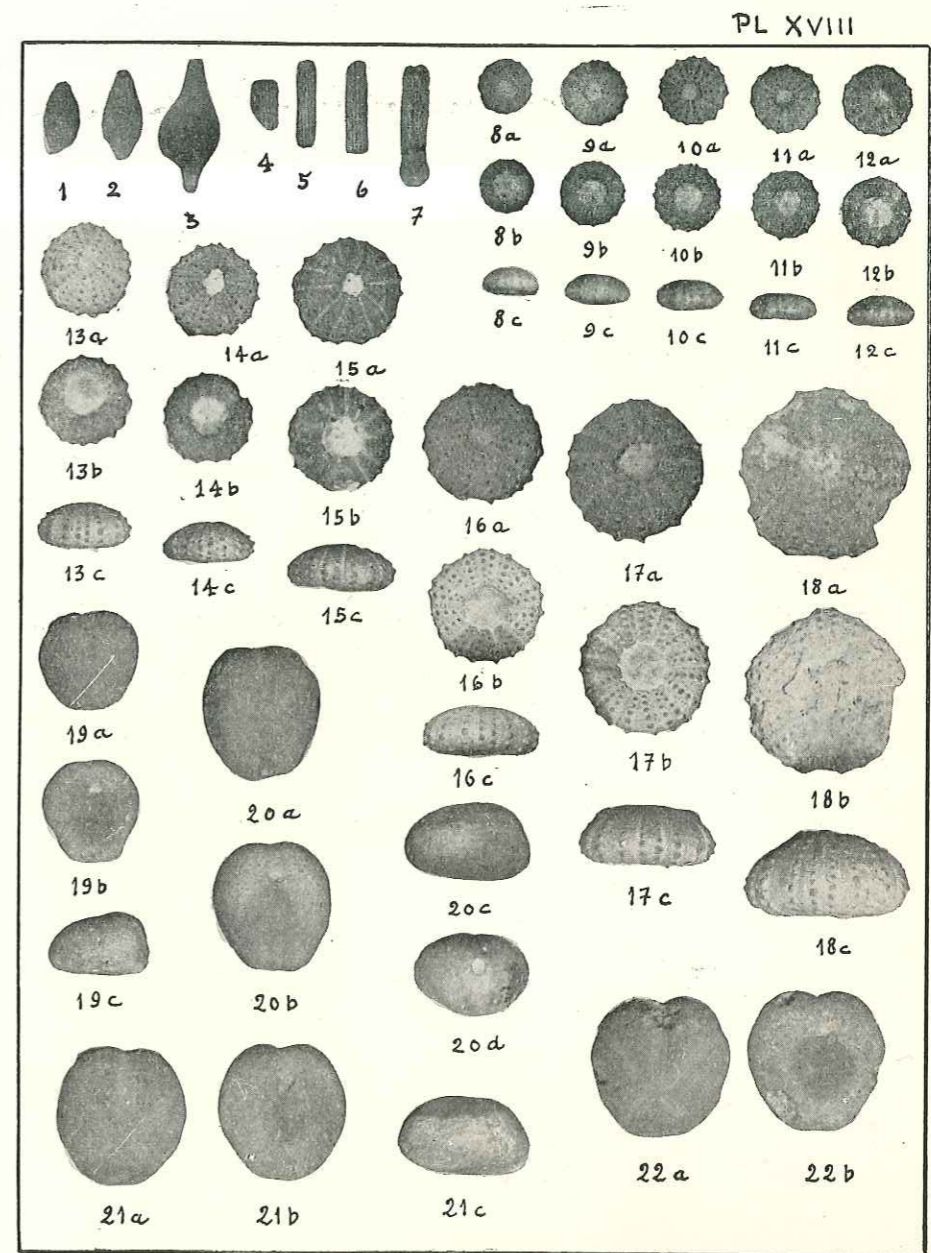 PL XVIII
1 2 3 4 5 6 7 8a 9a 10a 11a 12a
8b 9b 10b 11b 12b
8c 9c 10c 11c 12c
13a 14a 15a
13b 14b 15b 16a 17a 18a
13c 14c 15c
16b 17b 18b
19a 20a 16c
19b 20c 17c 18c
19c 20b 20d
21a 21b 21c 22a 22b